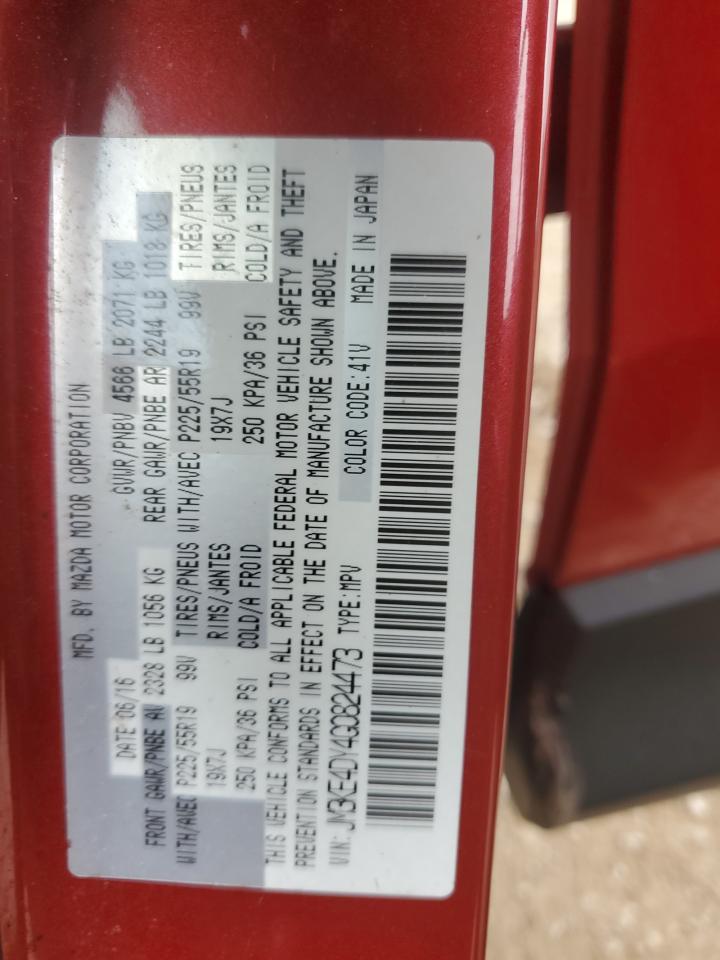 MFD. BY MAZDA MOTOR CORPORATION
DATE 06/16 GVWR/PNBV 4566 LB 2071 KG
FRONT GAWR/PNBE AV 2328 LB 1056 KG REAR GAWR/PNBE AR 2244 LB 1018 KG
WITH/AVEC P225/55R19 99V TIRES/PNEUS WITH/AVEC P225/55R19 99V TIRES/PNEUS
19X7J RIMS/JANTES 19X7J RIMS/JANTES
250 KPA/36 PSI COLD/A FROID 250 KPA/36 PSI COLD/A FROID
THIS VEHICLE CONFORMS TO ALL APPLICABLE FEDERAL MOTOR VEHICLE SAFETY AND THEFT
PREVENTION STANDARDS IN EFFECT ON THE DATE OF MANUFACTURE SHOWN ABOVE.
VIN: JM3KE4DY4G0824473 TYPE:MPV COLOR CODE:41V MADE IN JAPAN